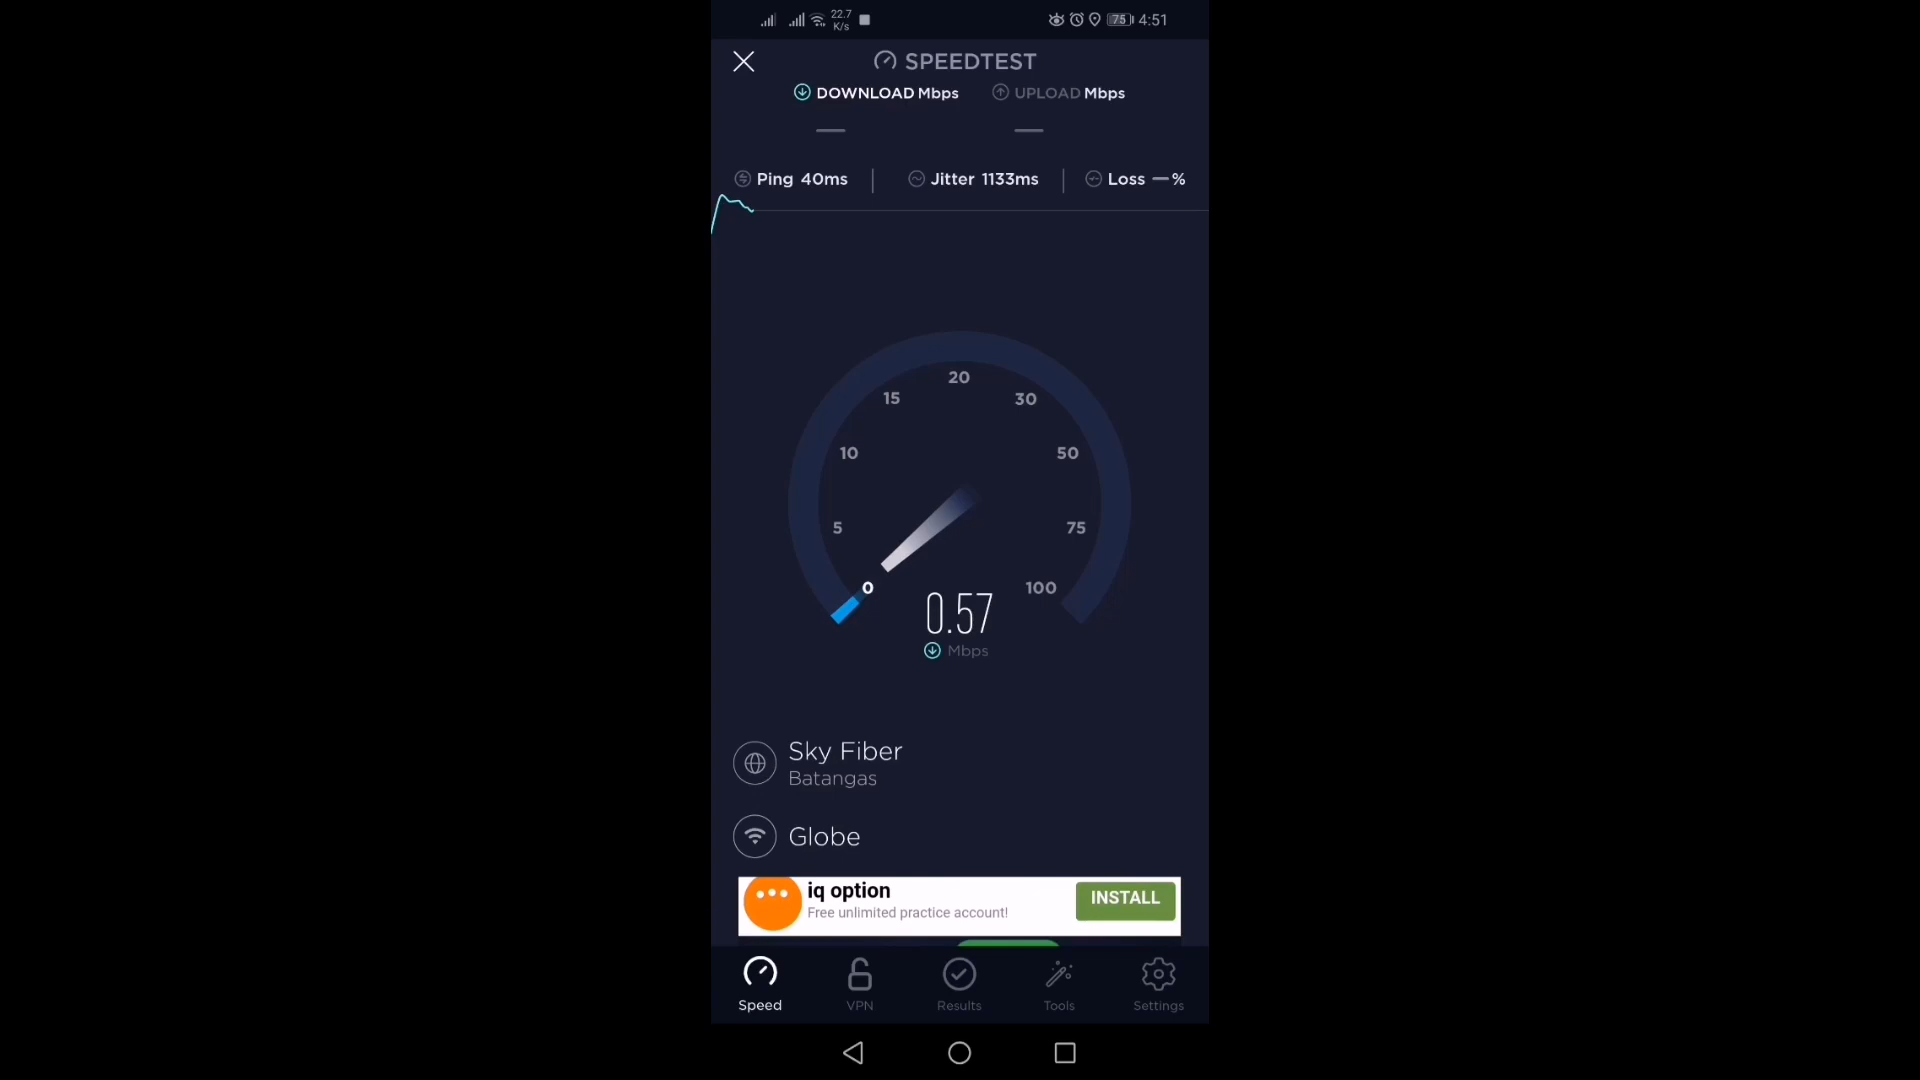 22.7
K/s
75
4:51
SPEEDTEST
DOWNLOAD Mbps
UPLOAD Mbps
Ping 40ms
Jitter 1133ms
Loss — %
20
15
30
10
50
5
75
0
100
0.57
Mbps
Sky Fiber
Batangas
Globe
iq option
Free unlimited practice account!
INSTALL
Speed
VPN
Results
Tools
Settings